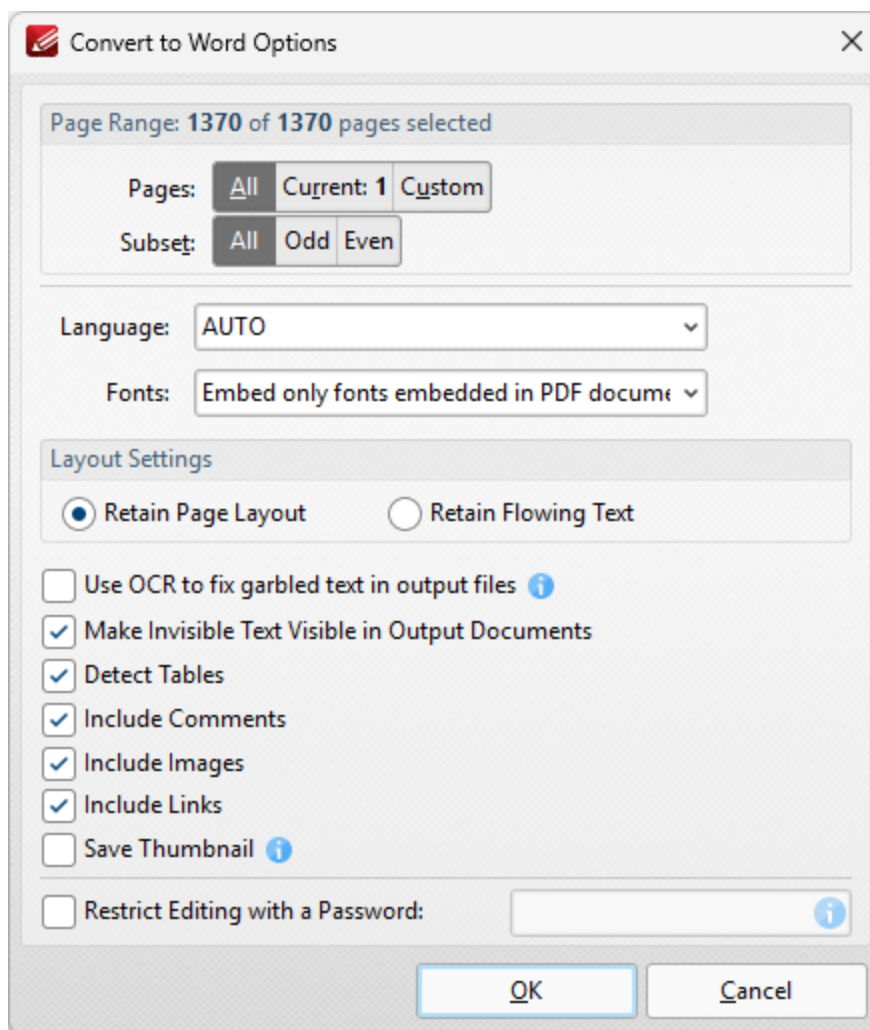 Convert to Word Options
Page Range: 1370 of 1370 pages selected
Pages: All Current: 1 Custom
Subset: All Odd Even
Language: AUTO
Fonts: Embed only fonts embedded in PDF
Layout Settings
Retain Page Layout Retain Flowing Text
Use OCR to fix garbled text in output files
Make Invisible Text Visible in Output Documents
Detect Tables
Include Comments
Include Images
Include Links
Save Thumbnail
Restrict Editing with a Password:
OK Cancel